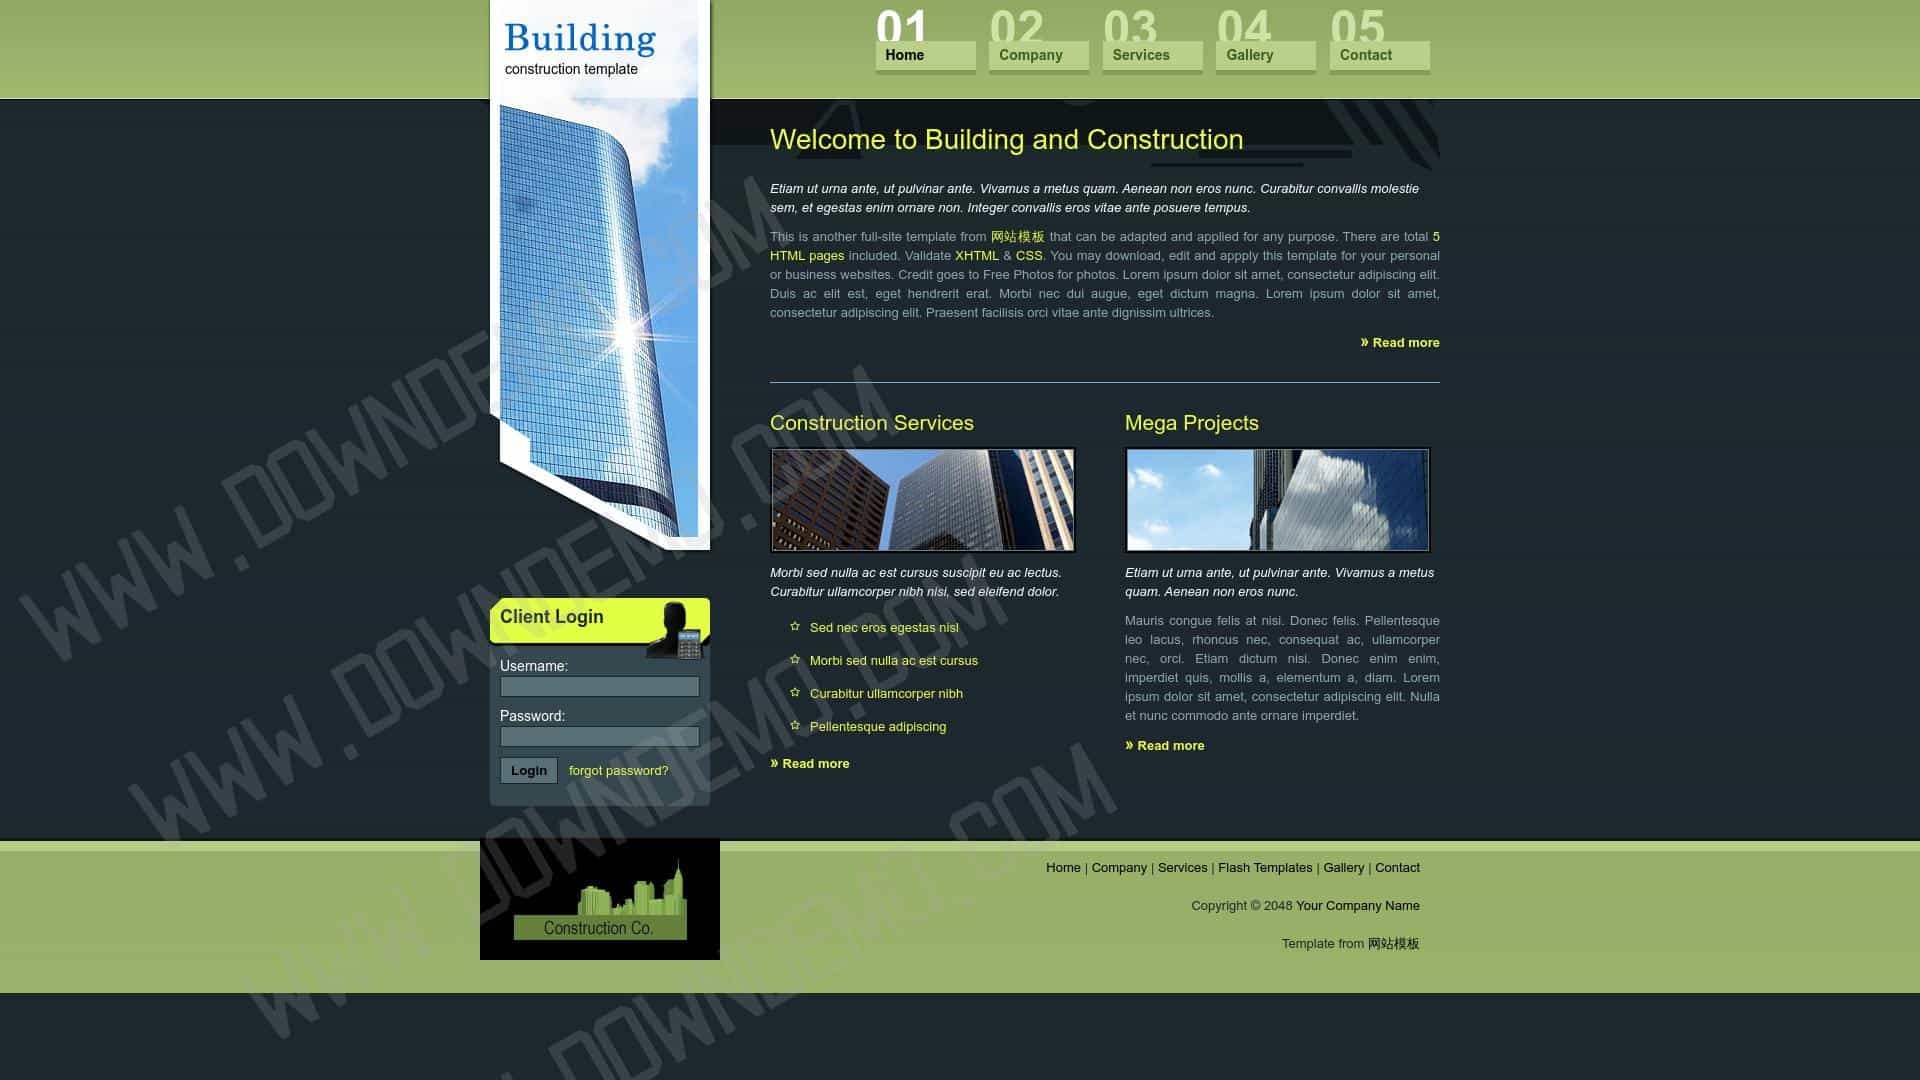 Building
construction template
01 02 03 04 05
Home Company Services Gallery Contact
Welcome to Building and Construction
Etiam ut urna ante, ut pulvinar ante. Vivamus a metus quam. Aenean non eros nunc. Curabitur convallis molestie
sem, et egestas enim ornare non. Integer convallis eros vitae ante posuere tempus.
This is another full-site template from 网站模板 that can be adapted and applied for any purpose. There are total 5
HTML pages included. Validate XHTML & CSS. You may download, edit and appply this template for your personal
or business websites. Credit goes to Free Photos for photos. Lorem ipsum dolor sit amet, consectetur adipiscing elit.
Duis ac elit est, eget hendrerit erat. Morbi nec dui augue, eget dictum magna. Lorem ipsum dolor sit amet,
consectetur adipiscing elit. Praesent facilisis orci vitae ante dignissim ultrices.
» Read more
Construction Services
Morbi sed nulla ac est cursus suscipit eu ac lectus.
Curabitur ullamcorper nibh nisi, sed eleifend dolor.
Sed nec eros egestas nisl
Morbi sed nulla ac est cursus
Curabitur ullamcorper nibh
Pellentesque adipiscing
» Read more
Mega Projects
Etiam ut urna ante, ut pulvinar ante. Vivamus a metus
quam. Aenean non eros nunc.
Mauris congue felis at nisi. Donec felis. Pellentesque
leo lacus, rhoncus nec, consequat ac, ullamcorper
nec, orci. Etiam dictum nisi. Donec enim enim,
imperdiet quis, mollis a, elementum a, diam. Lorem
ipsum dolor sit amet, consectetur adipiscing elit. Nulla
et nunc commodo ante ornare imperdiet.
» Read more
Client Login
Username:
Password:
Login forgot password?
Construction Co.
Home | Company | Services | Flash Templates | Gallery | Contact
Copyright © 2048 Your Company Name
Template from 网站模板
WWW.DOWNDEMO.COM
WWW.DOWNDEMO.COM
WWW.DOWNDEMO.COM
DOWNDEMO.COM